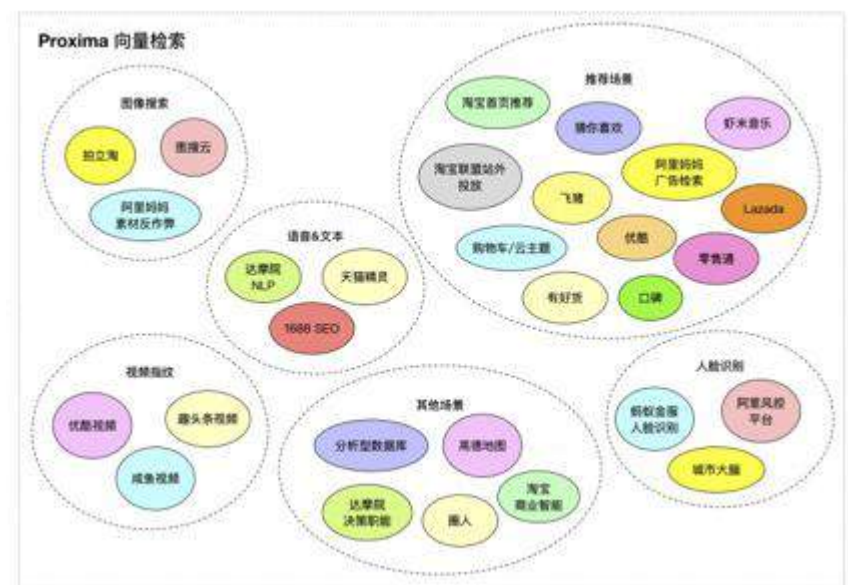 Proxima 向量检索
图像搜索
拍立淘
图搜云
阿里妈妈
素材反作弊
语音&文本
达摩院
NLP
天猫精灵
1688 SEO
推荐场景
淘宝首页推荐
猜你喜欢
虾米音乐
淘宝联盟站外
投放
飞猪
阿里妈妈
广告检索
Lazada
购物车/云主题
优酷
零售通
有好货
口碑
视频指纹
优酷视频
趣头条视频
咸鱼视频
其他场景
分析型数据库
高德地图
达摩院
决策职能
圈人
淘宝
商业智能
人脸识别
蚂蚁金服
人脸识别
阿里风控
平台
城市大脑